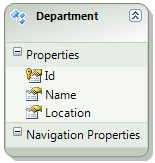 Department
Properties
Id
Name
Location
Navigation Properties